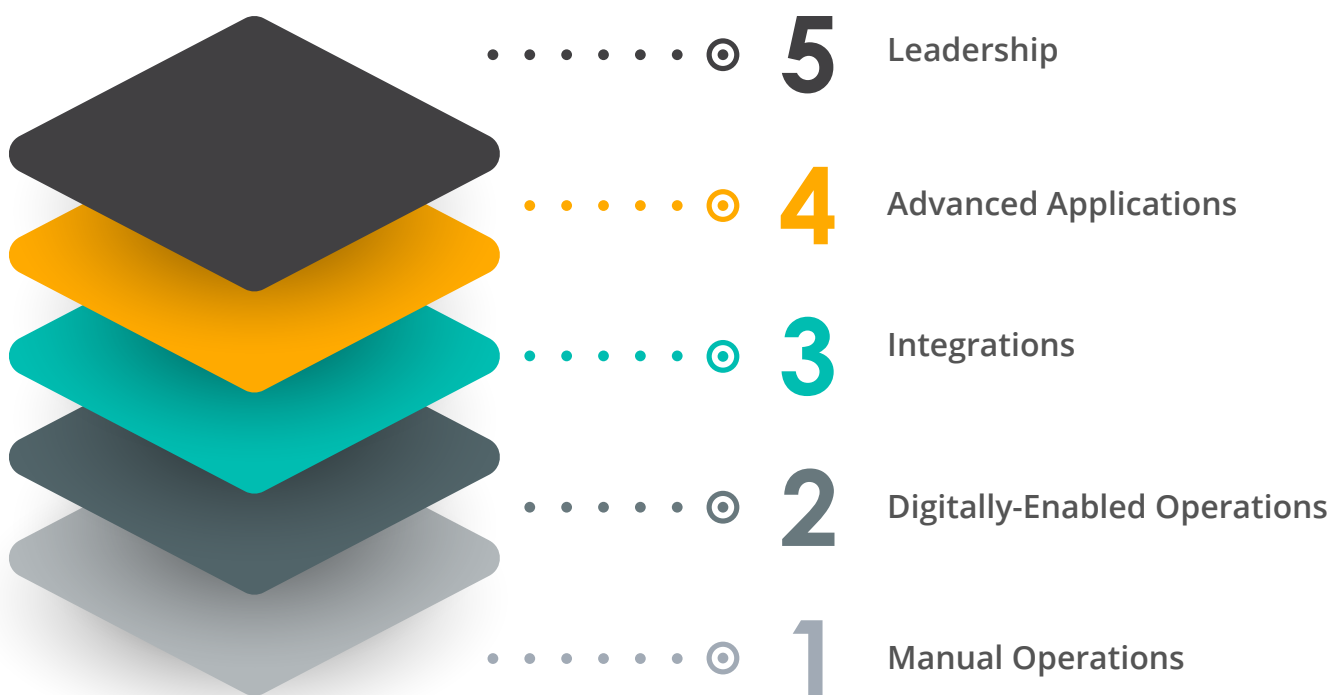 5 Leadership
4 Advanced Applications
3 Integrations
2 Digitally-Enabled Operations
1 Manual Operations